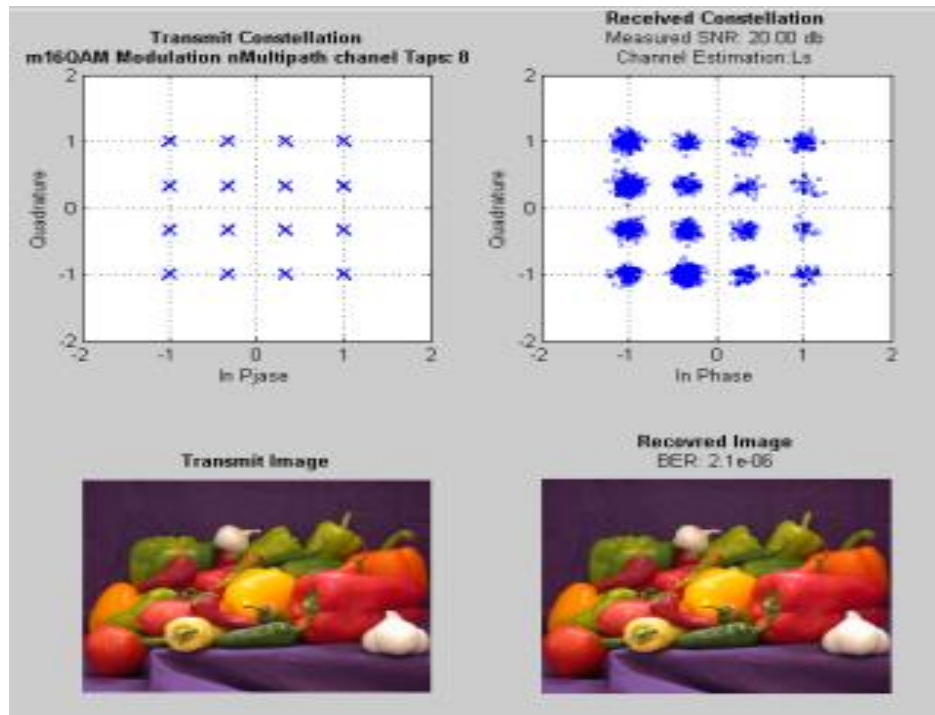 Transmit Constellation
m16QAM Modulation nMultipath chanel Taps: 8
2
1
0
-1
-2
-2
-1
0
1
2
Quadrature
In Pjase
Received Constellation
Measured SNR: 20.00 db
Channel Estimation:Ls
2
1
0
-1
-2
-2
-1
0
1
2
Quadrature
In Phase
Transmit Image
Recovred Image
BER: 2.1e-06